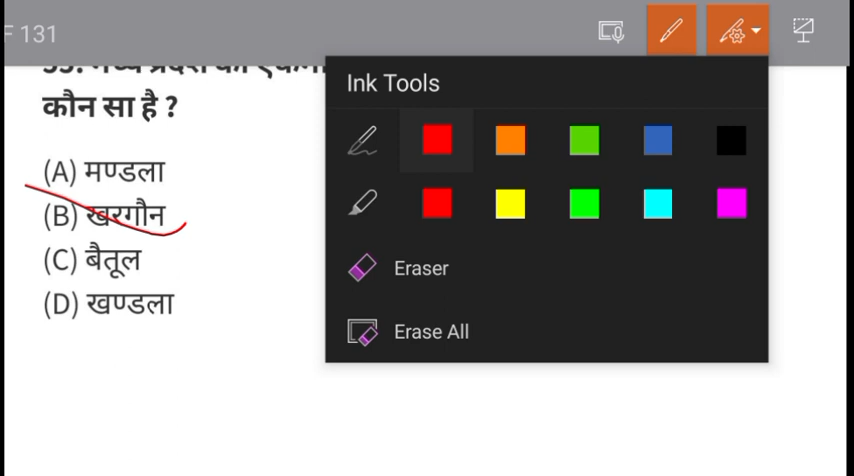 F 131
Ink Tools
कौन सा है ?
(A) मण्डला
(B) खरगौन
(C) बैतूल
(D) खण्डला
Eraser
Erase All